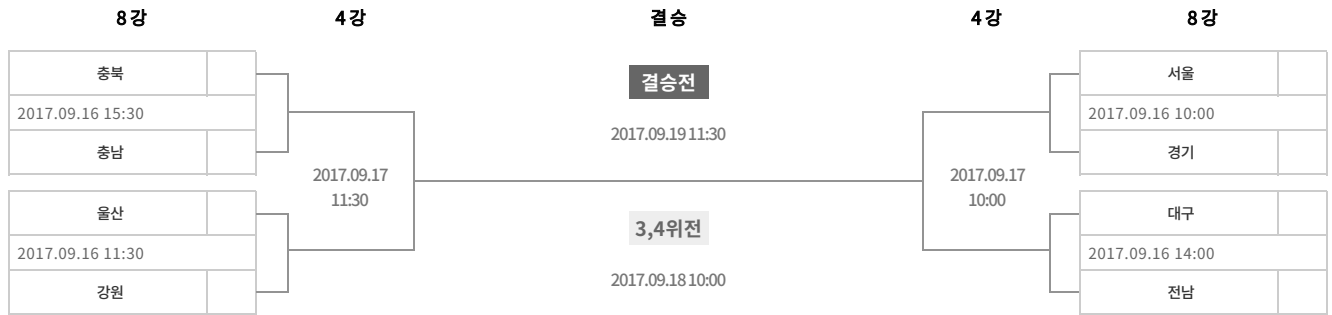 8강 4강 결승 4강 8강
충북
2017.09.16 15:30
충남
울산
2017.09.16 11:30
강원
2017.09.17
11:30
결승전
2017.09.19 11:30
3,4위전
2017.09.18 10:00
2017.09.17
10:00
서울
2017.09.16 10:00
경기
대구
2017.09.16 14:00
전남